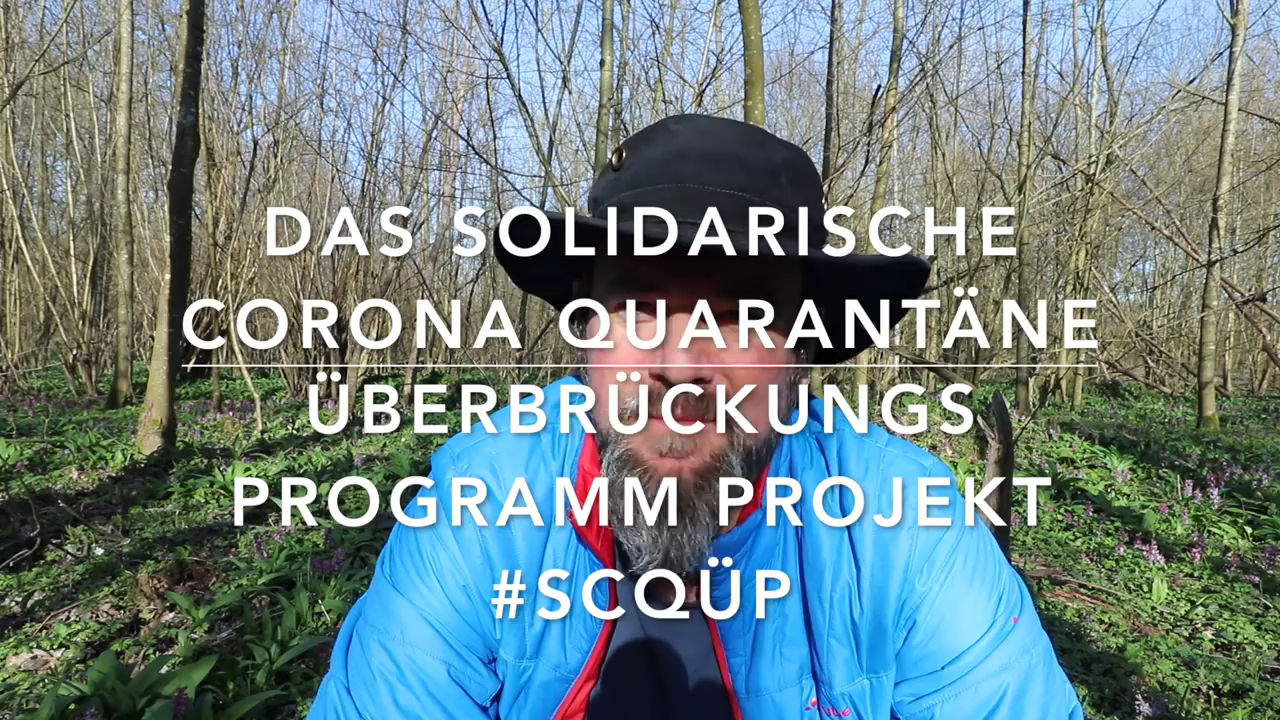 DAS SOLIDARISCHE
CORONA QUARANTÄNE
ÜBERBRÜCKUNGS
PROGRAMM PROJEKT
#SCQÜP